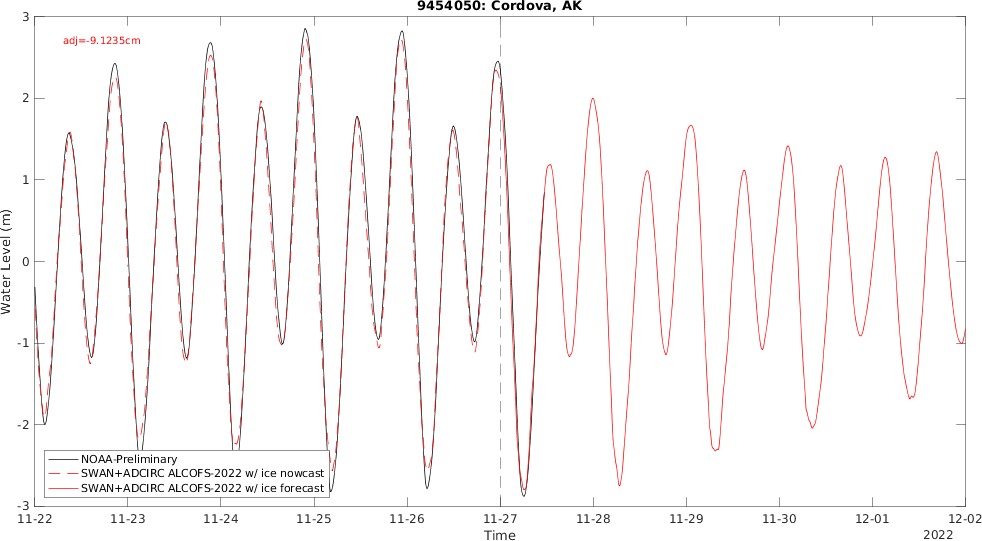 9454050: Cordova, AK
adj=-9.1235cm
Water Level (m)
3
2
1
0
-1
-2
-3
NOAA-Preliminary
SWAN+ADCIRC ALCOFS-2022 w/ ice nowcast
SWAN+ADCIRC ALCOFS-2022 w/ ice forecast
11-22 11-23 11-24 11-25 11-26 11-27 11-28 11-29 11-30 12-01 12-02
Time
2022